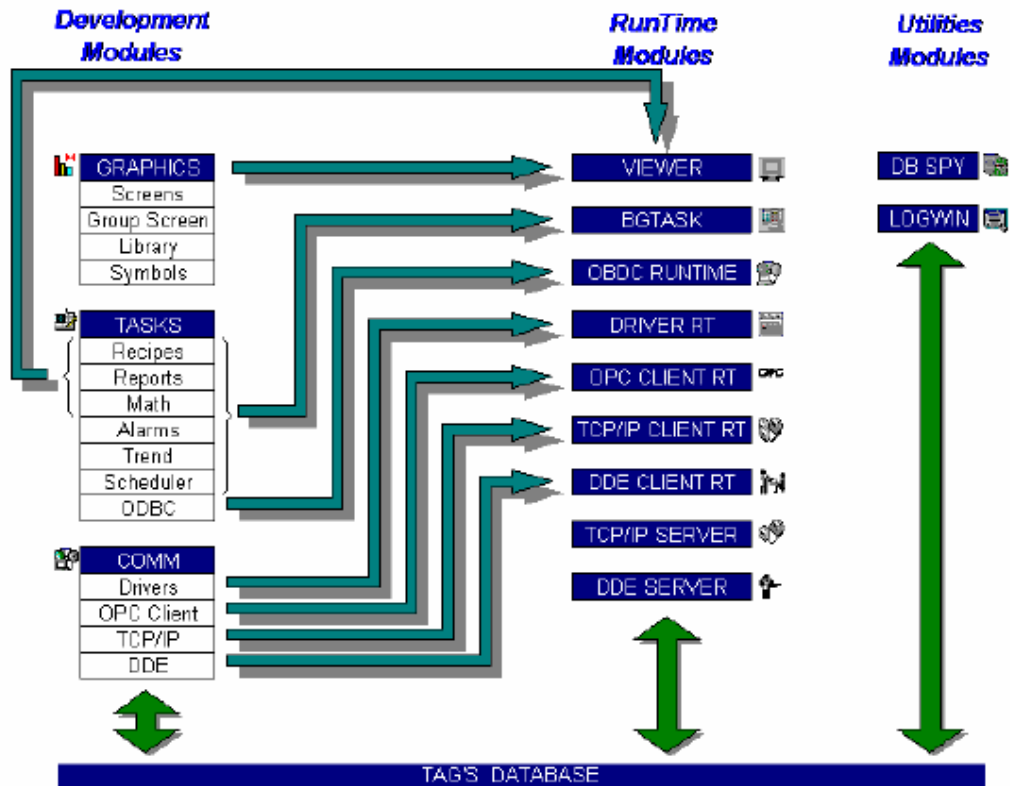 Development
Modules
RunTime
Modules
Utilities
Modules
GRAPHICS
Screens
Group Screen
Library
Symbols
TASKS
Recipes
Reports
Math
Alarms
Trend
Scheduler
ODBC
COMM
Drivers
OPC Client
TCP/IP
DDE
VIEWER
BGTASK
OBDC RUNTIME
DRIVER RT
OPC CLIENT RT
OPC
TCP/IP CLIENT RT
DDE CLIENT RT
TCP/IP SERVER
DDE SERVER
DB SPY
LOGWIN
TAG'S DATABASE